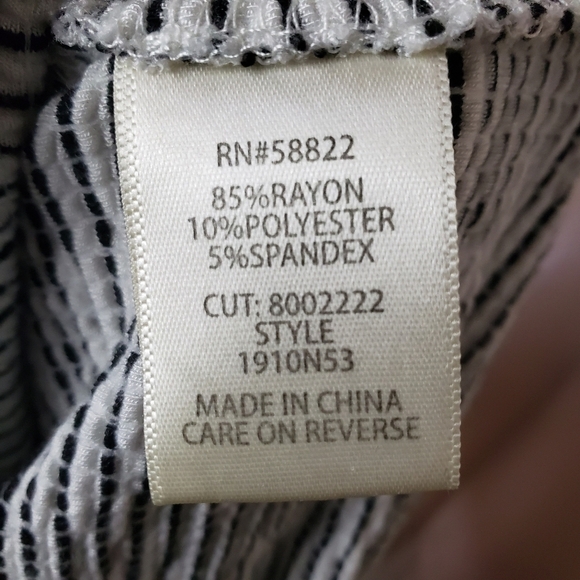 RN#58822
85%RAYON
10%POLYESTER
5%SPANDEX
CUT: 8002222
STYLE
1910N53
MADE IN CHINA
CARE ON REVERSE